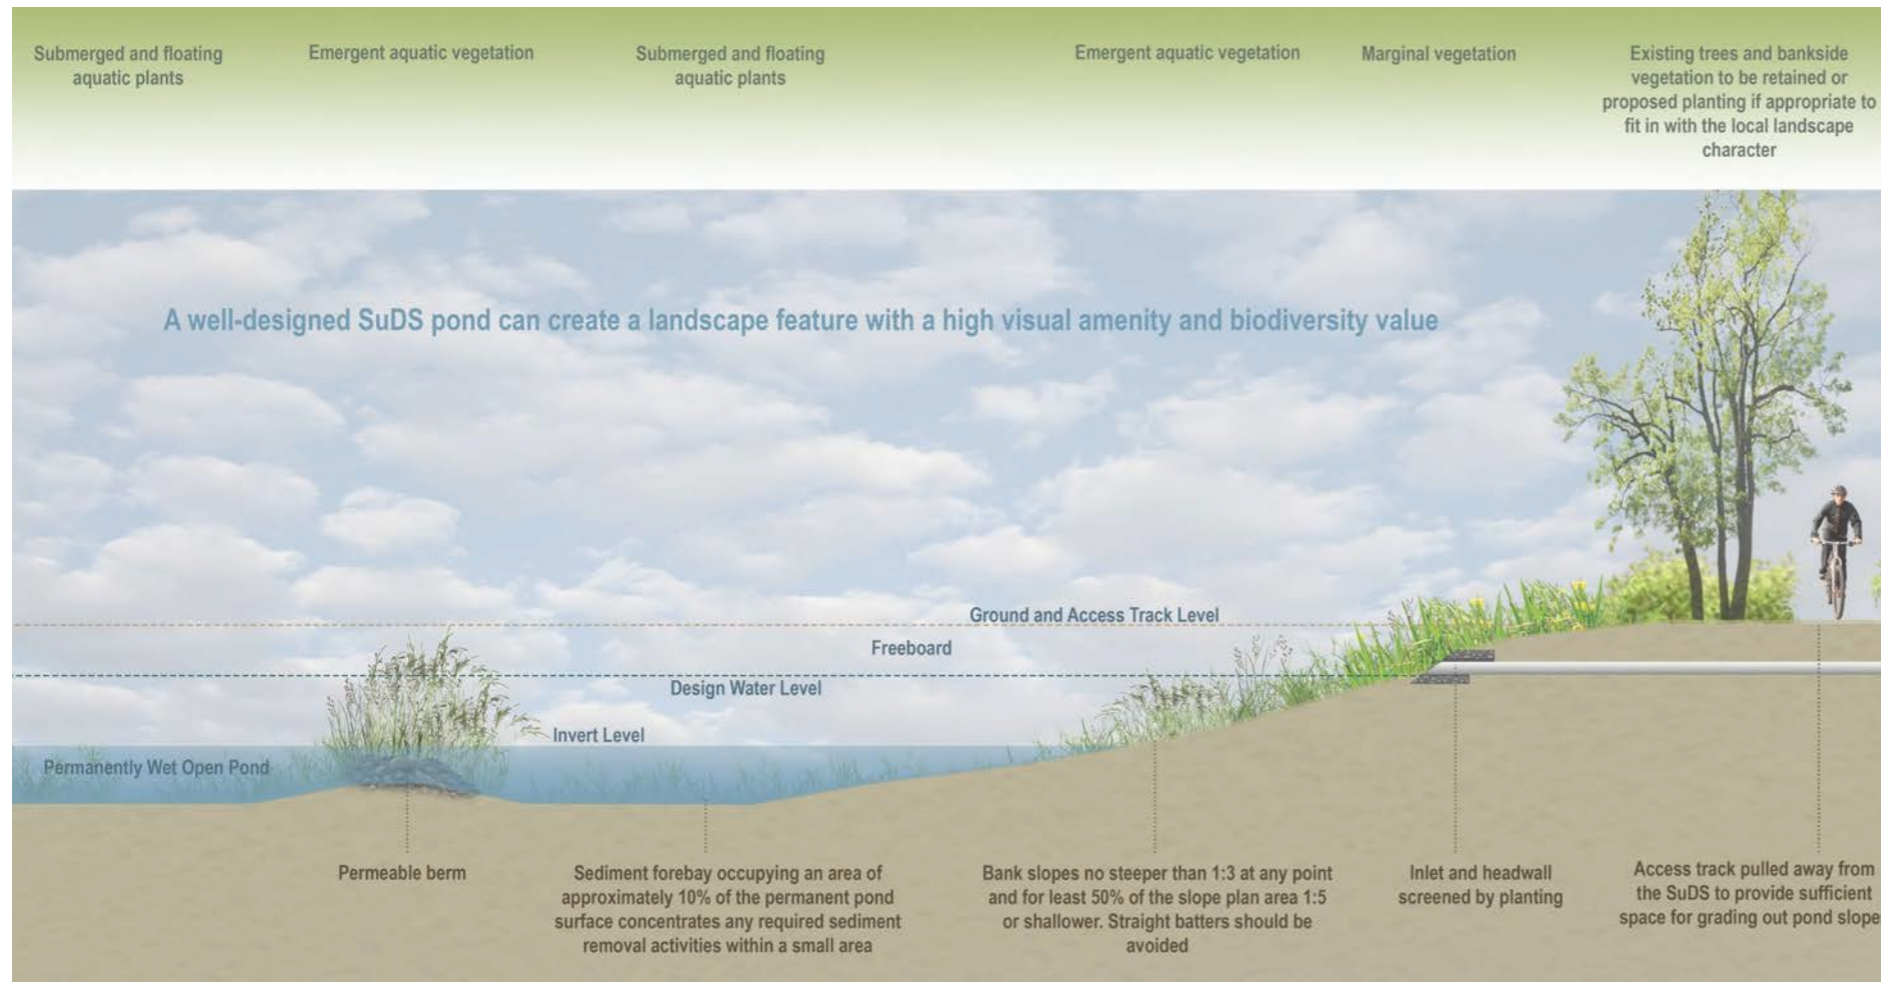 Submerged and floating
aquatic plants
Emergent aquatic vegetation
Submerged and floating
aquatic plants
Emergent aquatic vegetation
Marginal vegetation
Existing trees and bankside
vegetation to be retained or
proposed planting if appropriate to
fit in with the local landscape
character
A well-designed SuDS pond can create a landscape feature with a high visual amenity and biodiversity value
Ground and Access Track Level
Freeboard
Design Water Level
Invert Level
Permanently Wet Open Pond
Permeable berm
Sediment forebay occupying an area of
approximately 10% of the permanent pond
surface concentrates any required sediment
removal activities within a small area
Bank slopes no steeper than 1:3 at any point
and for least 50% of the slope plan area 1:5
or shallower. Straight batters should be
avoided
Inlet and headwall
screened by planting
Access track pulled away from
the SuDS to provide sufficient
space for grading out pond slope